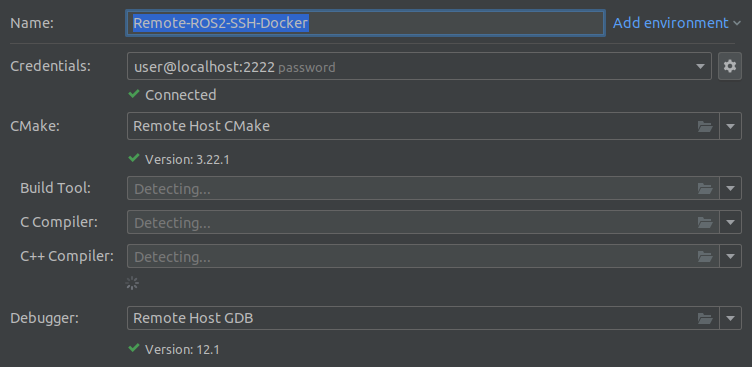 Name: Remote-ROS2-SSH-Docker Add environment
Credentials: user@localhost:2222 password
Connected
CMake: Remote Host CMake
Version: 3.22.1
Build Tool: Detecting...
C Compiler: Detecting...
C++ Compiler: Detecting...
Debugger: Remote Host GDB
Version: 12.1